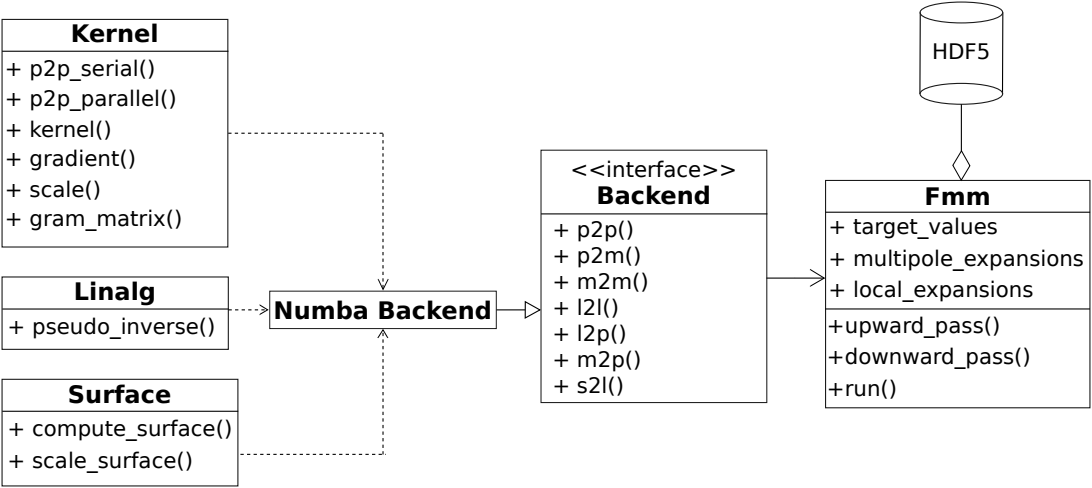 Kernel
+ p2p_serial()
+ p2p_parallel()
+ kernel()
+ gradient()
+ scale()
+ gram_matrix()
Linalg
+ pseudo_inverse()
Surface
+ compute_surface()
+ scale_surface()
Numba Backend
<<interface>>
Backend
+ p2p()
+ p2m()
+ m2m()
+ l2l()
+ l2p()
+ m2p()
+ s2l()
HDF5
Fmm
+ target_values
+ multipole_expansions
+ local_expansions
+upward_pass()
+downward_pass()
+run()